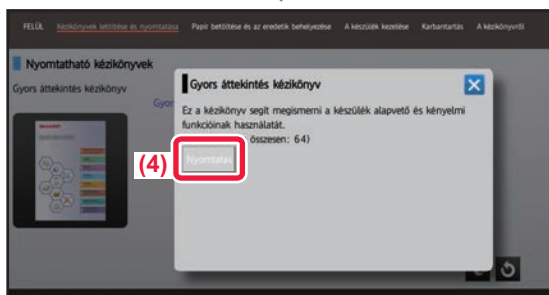 FELÜL Kézikönyvek letöltése és nyomtatása Papír betöltése és az eredetik behelyezése A készülék kezelése Karbantartás A kézikönyvről
Nyomtatható kézikönyvek
Gyors áttekintés kézikönyv
Gyor
Gyors áttekintés kézikönyv
Ez a kézikönyv segít megismerni a készülék alapvető és kényelmi
funkcióinak használatát.
összesen: 64)
Nyomtatás
(4)